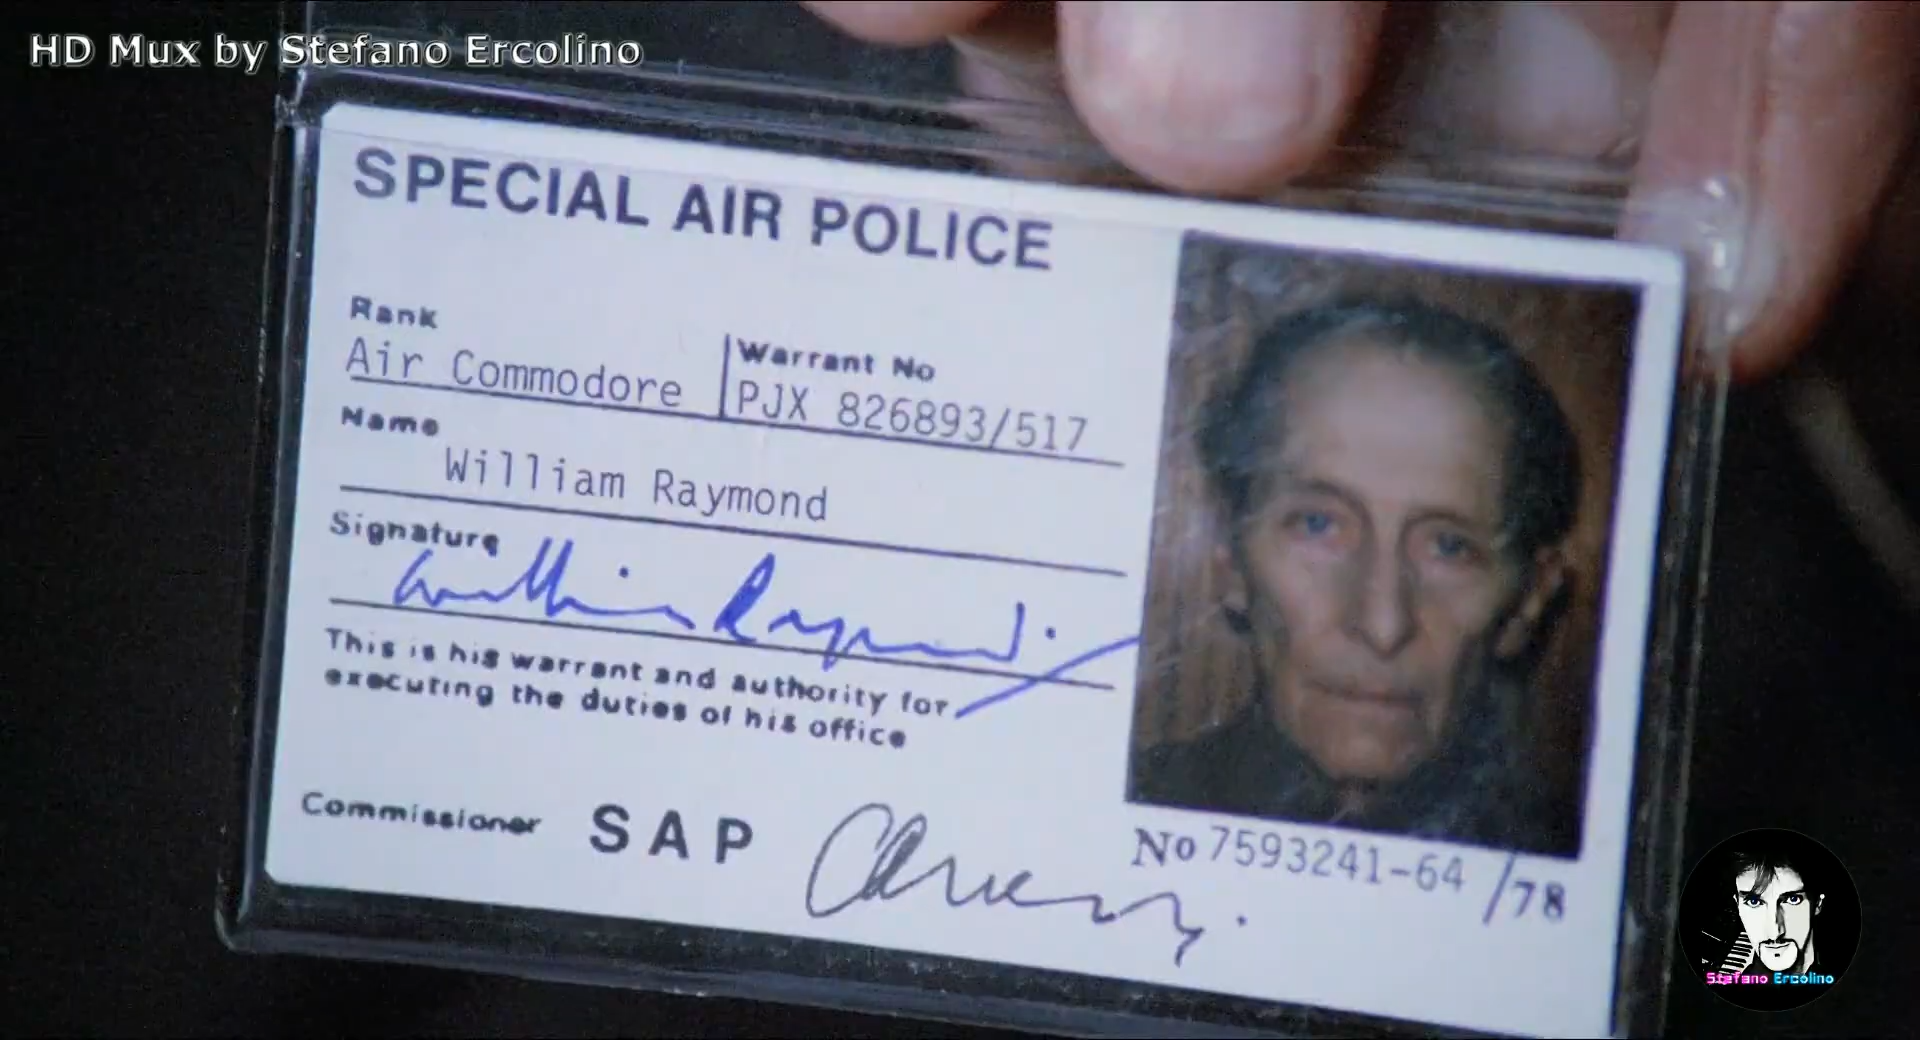 HD Mux by Stefano Ercolino
SPECIAL AIR POLICE
Rank
Air Commodore
Warrant No
PJX 826893/517
Name
William Raymond
Signature
William Raymond
This is his warrant and authority for
executing the duties of his office
Commissioner SAP
No 7593241-64 /78
Stefano Ercolino